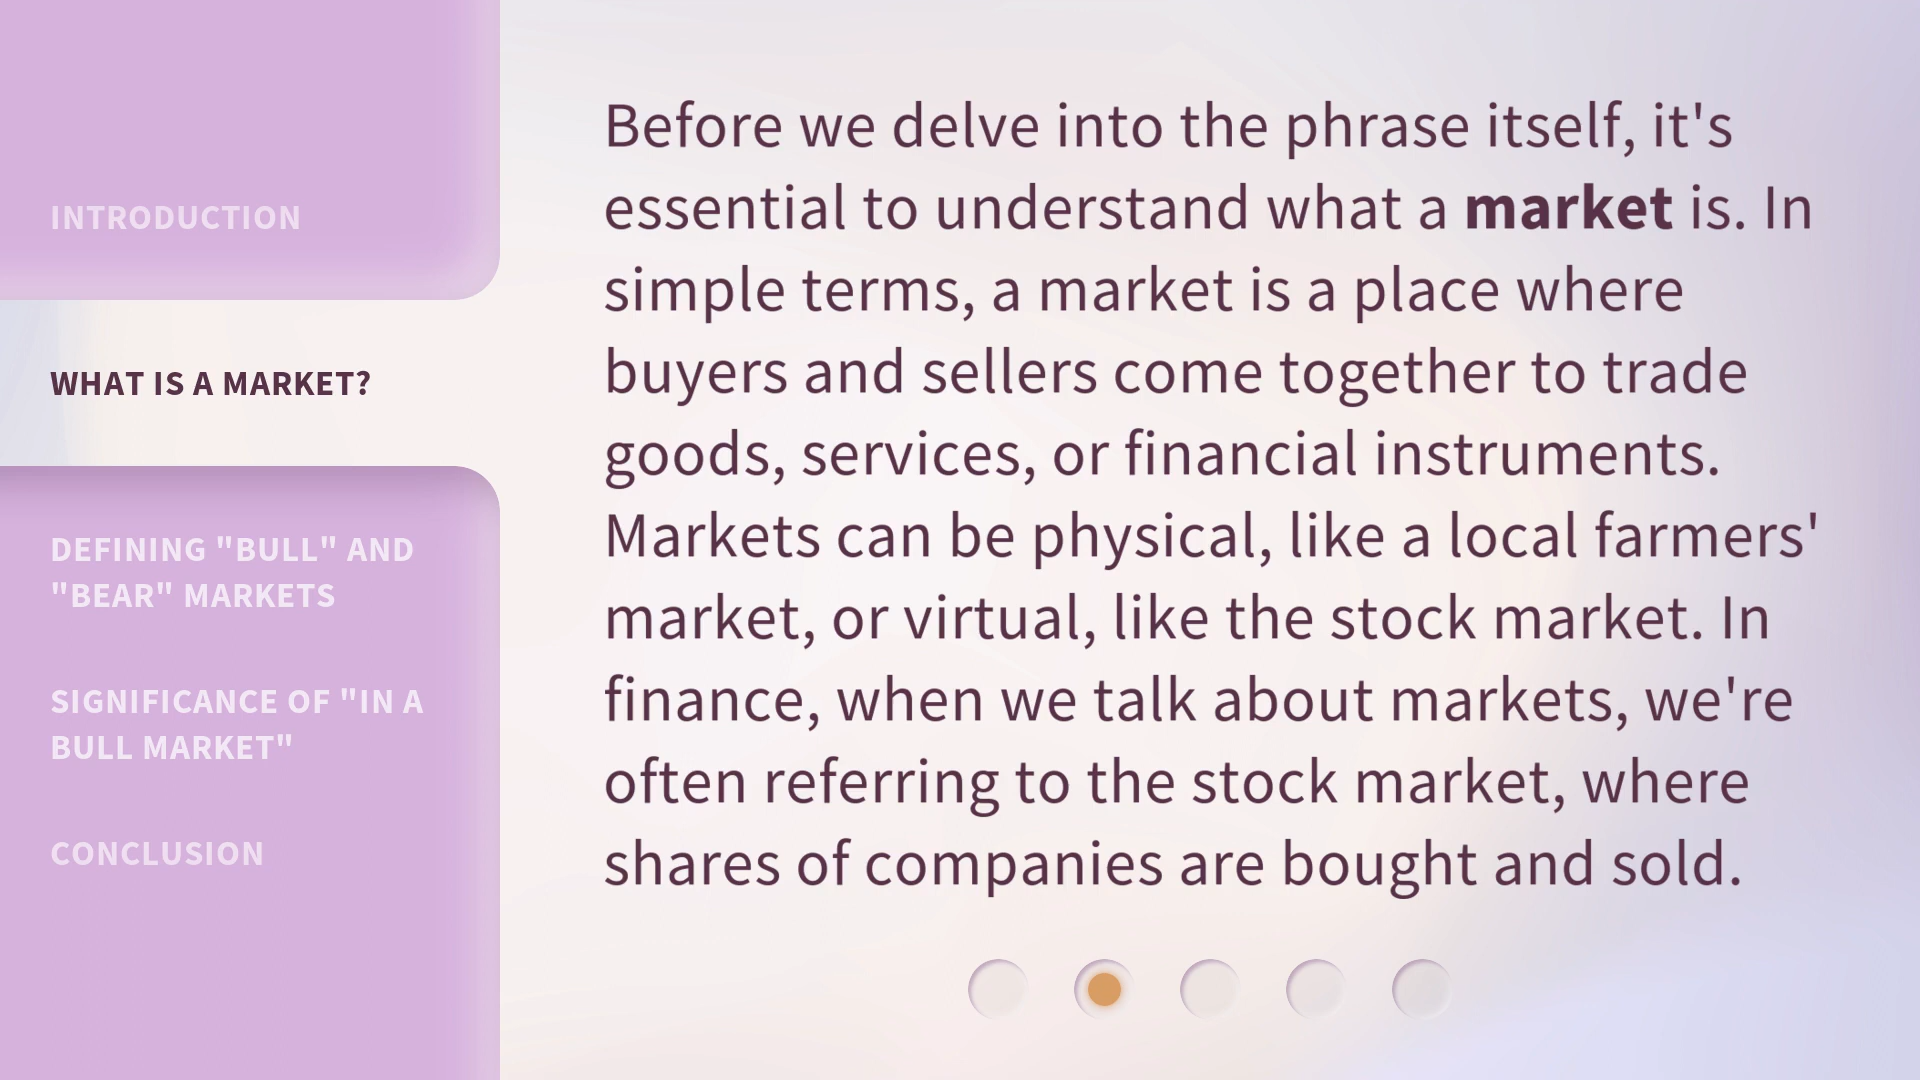 INTRODUCTION
WHAT IS A MARKET?
DEFINING "BULL" AND
"BEAR" MARKETS
SIGNIFICANCE OF "IN A
BULL MARKET"
CONCLUSION
Before we delve into the phrase itself, it's
essential to understand what a market is. In
simple terms, a market is a place where
buyers and sellers come together to trade
goods, services, or financial instruments.
Markets can be physical, like a local farmers'
market, or virtual, like the stock market. In
finance, when we talk about markets, we're
often referring to the stock market, where
shares of companies are bought and sold.